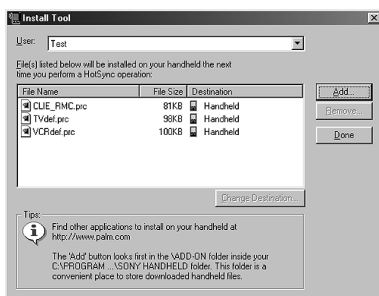 Install Tool
User: Test
File(s) listed below will be installed on your handheld the next
time you perform a HotSync operation:
File Name File Size Destination
CLIE_RMC.prc 81KB Handheld
TVdef.prc 98KB Handheld
VCRdef.prc 100KB Handheld
Add...
Remove...
Done
Change Destination...
Tips:
Find other applications to install on your handheld at
http://www.palm.com
The 'Add' button looks first in the \ADD-ON folder inside your
C:\PROGRAM ...\SONY HANDHELD folder. This folder is a
convenient place to store downloaded handheld files.